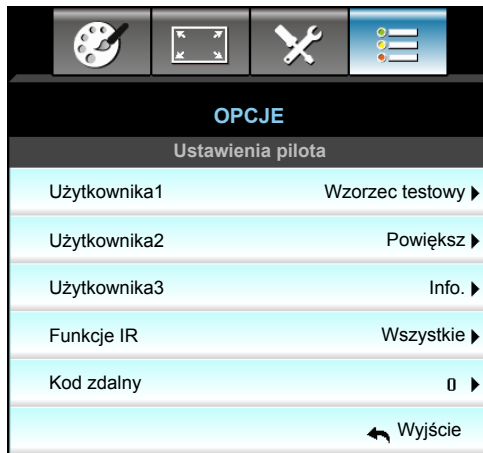 OPCJE
Ustawienia pilota
Użytkownika1 Wzorzec testowy
Użytkownika2 Powiększ
Użytkownika3 Info.
Funkcje IR Wszystkie
Kod zdalny 0
Wyjście